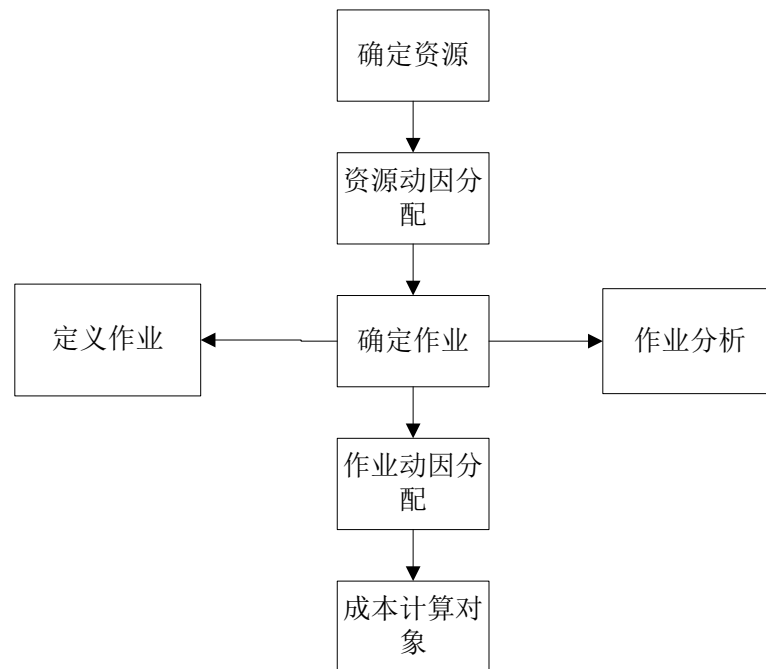 确定资源
资源动因分
配
定义作业
确定作业
作业分析
作业动因分
配
成本计算对
象